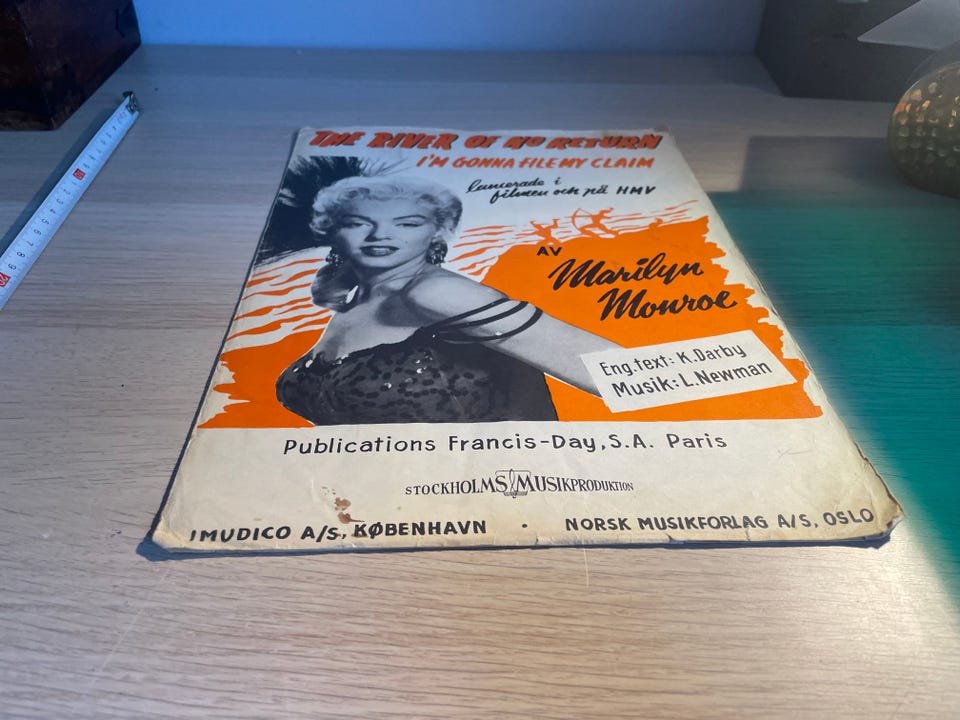 THE RIVER OF NO RETURN
I'M GONNA FILE MY CLAIM
lancerade i
filmen och på HMV
AV
Marilyn
Monroe
Eng.text: K.Darby
Musik: L.Newman
Publications Francis-Day, S.A. Paris
STOCKHOLMS MUSIKPRODUKTION
IMUDICO A/S, KØBENHAVN • NORSK MUSIKFORLAG A/S, OSLO